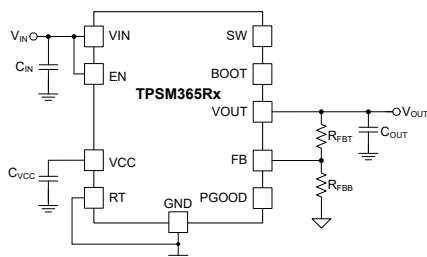 VIN
CIN
VIN
EN
TPSM365Rx
SW
BOOT
VOUT
VOUT
RFBT
COUT
FB
RFBB
VCC
CVCC
RT
GND
PGOOD